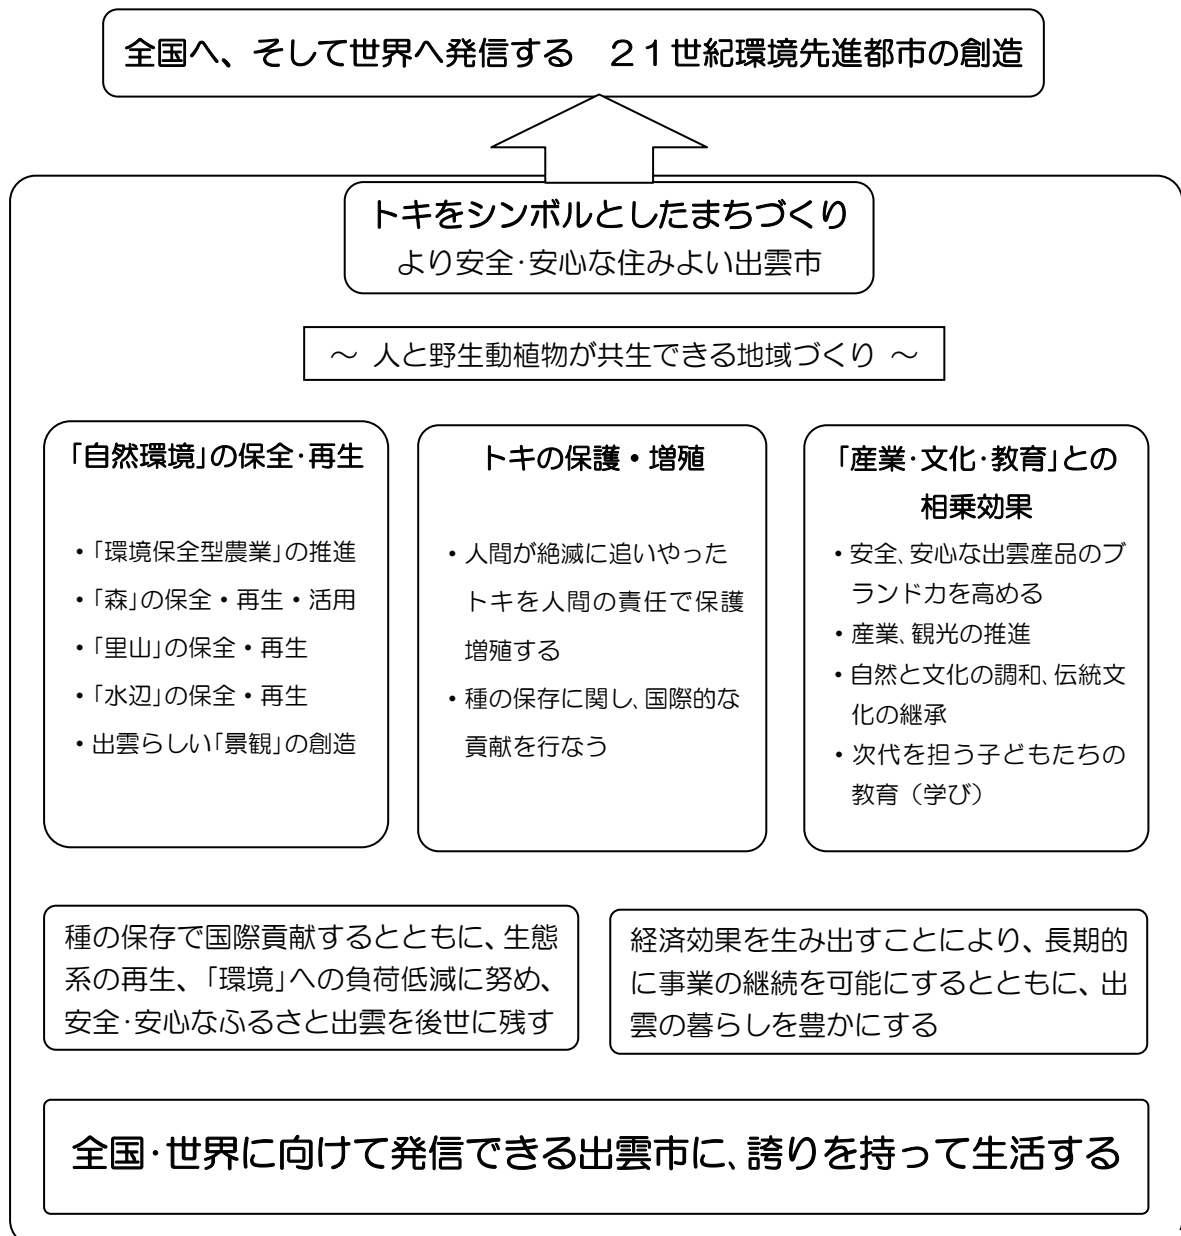 全国へ、そして世界へ発信する　２１世紀環境先進都市の創造
トキをシンボルとしたまちづくり
より安全･安心な住みよい出雲市
～ 人と野生動植物が共生できる地域づくり ～
｢自然環境｣の保全･再生
・｢環境保全型農業｣の推進
・｢森｣の保全・再生・活用
・｢里山｣の保全・再生
・｢水辺｣の保全・再生
・出雲らしい｢景観｣の創造
トキの保護・増殖
・人間が絶滅に追いやった
トキを人間の責任で保護
増殖する
・種の保存に関し､国際的な
貢献を行なう
｢産業･文化･教育｣との
相乗効果
・安全､安心な出雲産品のブ
ランド力を高める
・産業､観光の推進
・自然と文化の調和､伝統文
化の継承
・次代を担う子どもたちの
教育（学び）
種の保存で国際貢献するとともに､生態
系の再生、｢環境｣への負荷低減に努め、
安全･安心なふるさと出雲を後世に残す
経済効果を生み出すことにより､長期的
に事業の継続を可能にするとともに､出
雲の暮らしを豊かにする
全国･世界に向けて発信できる出雲市に､誇りを持って生活する